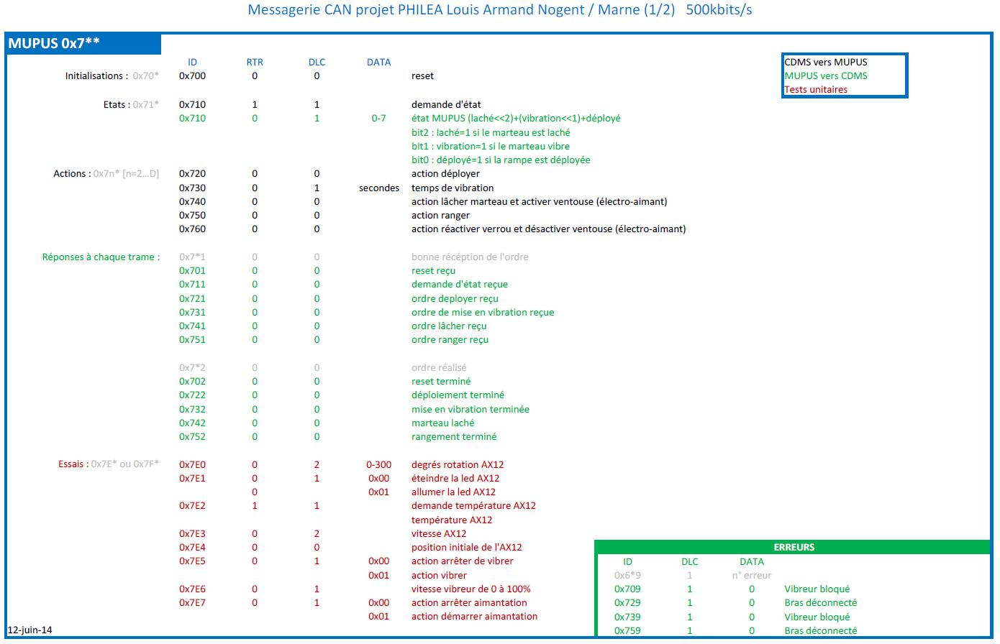 Messagerie CAN projet PHILEA Louis Armand Nogent / Marne (1/2) 500kbits/s
MUPUS 0x7**
ID RTR DLC DATA
CDMS vers MUPUS
MUPUS vers CDMS
Tests unitaires
Initialisations : 0x70* 0x700 0 0 reset
Etats : 0x71* 0x710 1 1 demande d'état
0x710 0 1 0-7 état MUPUS (laché<<2)+(vibration<<1)+déployé
bit2 : laché=1 si le marteau est laché
bit1 : vibration=1 si le marteau vibre
bit0 : déployé=1 si la rampe est déployée
Actions : 0x7n* [n=2...D] 0x720 0 0 action déployer
0x730 0 1 secondes temps de vibration
0x740 0 0 action lâcher marteau et activer ventouse (électro-aimant)
0x750 0 0 action ranger
0x760 0 0 action réactiver verrou et désactiver ventouse (électro-aimant)
Réponses à chaque trame : 0x7*1 0 0 bonne récéption de l'ordre
0x701 0 0 reset reçu
0x711 0 0 demande d'état reçue
0x721 0 0 ordre deployer reçu
0x731 0 0 ordre de mise en vibration reçue
0x741 0 0 ordre lâcher reçu
0x751 0 0 ordre ranger reçu
0x7*2 0 0 ordre réalisé
0x702 0 0 reset terminé
0x722 0 0 déploiement terminé
0x732 0 0 mise en vibration terminée
0x742 0 0 marteau laché
0x752 0 0 rangement terminé
Essais : 0x7E* ou 0x7F* 0x7E0 0 2 0-300 degrés rotation AX12
0x7E1 0 1 0x00 éteindre la led AX12
0 0x01 allumer la led AX12
0x7E2 1 1 demande température AX12
température AX12
0x7E3 0 2 vitesse AX12
0x7E4 0 0 position initiale de l'AX12
0x7E5 0 1 0x00 action arrêter de vibrer
0x01 action vibrer
0x7E6 0 1 vitesse vibreur de 0 à 100%
0x7E7 0 1 0x00 action arrêter aimantation
0x01 action démarrer aimantation
ERREURS
ID DLC DATA
0x6*9 1 n° erreur
0x709 1 0 Vibreur bloqué
0x729 1 0 Bras déconnecté
0x739 1 0 Vibreur bloqué
0x759 1 0 Bras déconnecté
12-juin-14